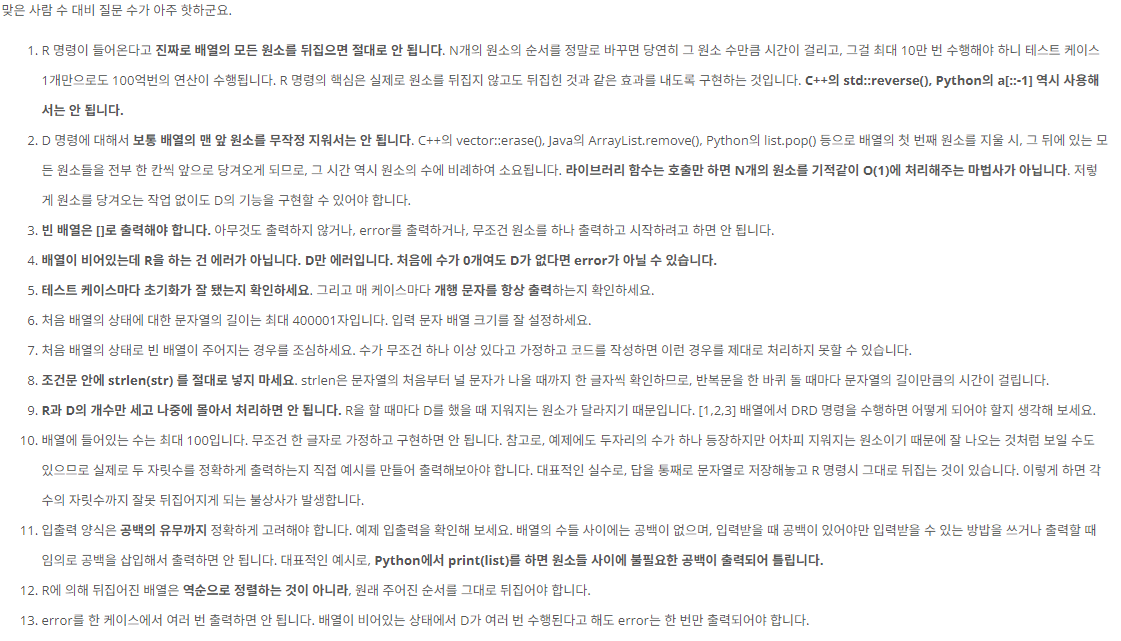 맞은 사람 수 대비 질문 수가 아주 핫하군요.
1. R 명령이 들어온다고 진짜로 배열의 모든 원소를 뒤집으면 절대로 안 됩니다. N개의 원소의 순서를 정말로 바꾸면 당연히 그 원소 수만큼 시간이 걸리고, 그걸 최대 10만 번 수행해야 하니 테스트 케이스
1개만으로도 100억번의 연산이 수행됩니다. R 명령의 핵심은 실제로 원소를 뒤집지 않고도 뒤집힌 것과 같은 효과를 내도록 구현하는 것입니다. C++의 std::reverse(), Python의 a[::-1] 역시 사용해
서는 안 됩니다.
2. D 명령에 대해서 보통 배열의 맨 앞 원소를 무작정 지워서는 안 됩니다. C++의 vector::erase(), Java의 ArrayList.remove(), Python의 list.pop() 등으로 배열의 첫 번째 원소를 지울 시, 그 뒤에 있는 모
든 원소들을 전부 한 칸씩 앞으로 당겨오게 되므로, 그 시간 역시 원소의 수에 비례하여 소요됩니다. 라이브러리 함수는 호출만 하면 N개의 원소를 기적같이 O(1)에 처리해주는 마법사가 아닙니다. 저렇
게 원소를 당겨오는 작업 없이도 D의 기능을 구현할 수 있어야 합니다.
3. 빈 배열은 []로 출력해야 합니다. 아무것도 출력하지 않거나, error를 출력하거나, 무조건 원소를 하나 출력하고 시작하려고 하면 안 됩니다.
4. 배열이 비어있는데 R을 하는 건 에러가 아닙니다. D만 에러입니다. 처음에 수가 0개여도 D가 없다면 error가 아닐 수 있습니다.
5. 테스트 케이스마다 초기화가 잘 됐는지 확인하세요. 그리고 매 케이스마다 개행 문자를 항상 출력하는지 확인하세요.
6. 처음 배열의 상태에 대한 문자열의 길이는 최대 400001자입니다. 입력 문자 배열 크기를 잘 설정하세요.
7. 처음 배열의 상태로 빈 배열이 주어지는 경우를 조심하세요. 수가 무조건 하나 이상 있다고 가정하고 코드를 작성하면 이런 경우를 제대로 처리하지 못할 수 있습니다.
8. 조건문 안에 strlen(str) 를 절대로 넣지 마세요. strlen은 문자열의 처음부터 널 문자가 나올 때까지 한 글자씩 확인하므로, 반복문을 한 바퀴 돌 때마다 문자열의 길이만큼의 시간이 걸립니다.
9. R과 D의 개수만 세고 나중에 몰아서 처리하면 안 됩니다. R을 할 때마다 D를 했을 때 지워지는 원소가 달라지기 때문입니다. [1,2,3] 배열에서 DRD 명령을 수행하면 어떻게 되어야 할지 생각해 보세요.
10. 배열에 들어있는 수는 최대 100입니다. 무조건 한 글자로 가정하고 구현하면 안 됩니다. 참고로, 예제에도 두자리의 수가 하나 등장하지만 어차피 지워지는 원소이기 때문에 잘 나오는 것처럼 보일 수도
있으므로 실제로 두 자릿수를 정확하게 출력하는지 직접 예시를 만들어 출력해보아야 합니다. 대표적인 실수로, 답을 통째로 문자열로 저장해놓고 R 명령시 그대로 뒤집는 것이 있습니다. 이렇게 하면 각
수의 자릿수까지 잘못 뒤집어지게 되는 불상사가 발생합니다.
11. 입출력 양식은 공백의 유무까지 정확하게 고려해야 합니다. 예제 입출력을 확인해 보세요. 배열의 수들 사이에는 공백이 없으며, 입력받을 때 공백이 있어야만 입력받을 수 있는 방법을 쓰거나 출력할 때
임의로 공백을 삽입해서 출력하면 안 됩니다. 대표적인 예시로, Python에서 print(list)를 하면 원소들 사이에 불필요한 공백이 출력되어 틀립니다.
12. R에 의해 뒤집어진 배열은 역순으로 정렬하는 것이 아니라, 원래 주어진 순서를 그대로 뒤집어야 합니다.
13. error를 한 케이스에서 여러 번 출력하면 안 됩니다. 배열이 비어있는 상태에서 D가 여러 번 수행된다고 해도 error는 한 번만 출력되어야 합니다.